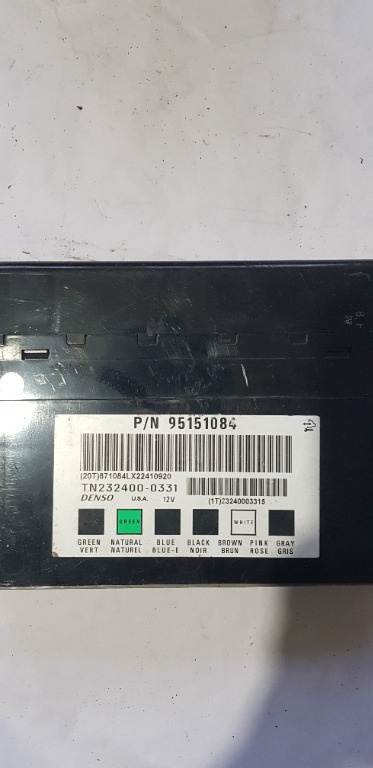 P/N 95151084
(20T)871084LX22410920
TN232400-0331
DENSO U.S.A. 12V
(1T)23240003315
GREEN WHITE
GREEN NATURAL BLUE BLACK BROWN PINK GRAY
VERT NATUREL BLUE-E NOIR BRUN ROSE GRIS